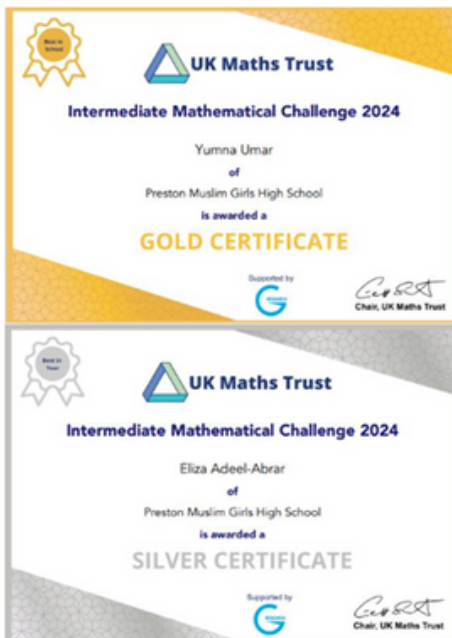 Best in
School
UK Maths Trust
Intermediate Mathematical Challenge 2024
Yumna Umar
of
Preston Muslim Girls High School
is awarded a
GOLD CERTIFICATE
Supported by
G
RESEARCH
Chair, UK Maths Trust
Best in
Year
UK Maths Trust
Intermediate Mathematical Challenge 2024
Eliza Adeel-Abrar
of
Preston Muslim Girls High School
is awarded a
SILVER CERTIFICATE
Supported by
G
RESEARCH
Chair, UK Maths Trust